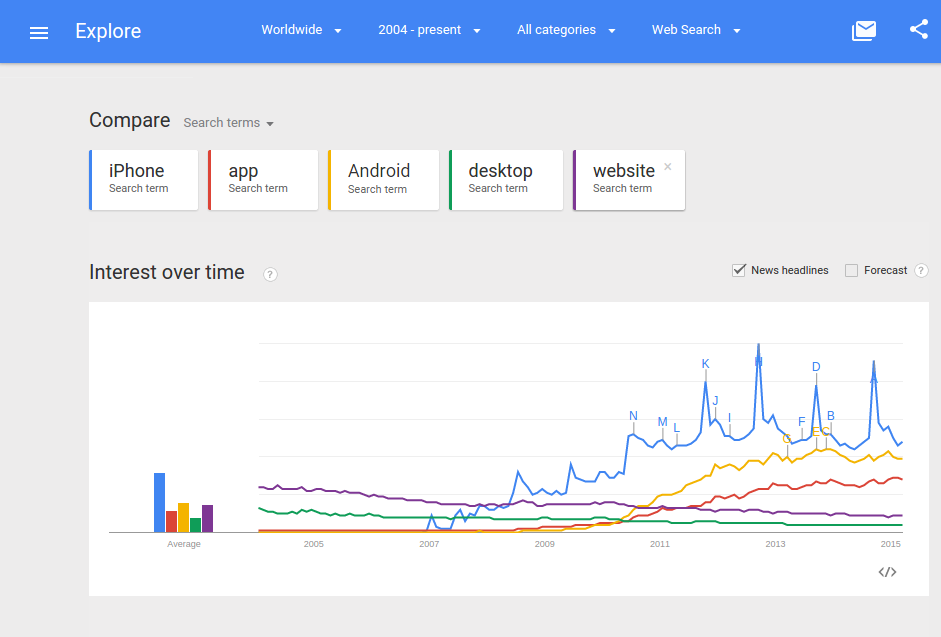 Explore Worldwide 2004 - present All categories Web Search
Compare Search terms
iPhone app Android desktop website ×
Search term Search term Search term Search term Search term
Interest over time ? News headlines Forecast ?
K D
J
N M L I F B
Average 2005 2007 2009 2011 2013 2015
</>